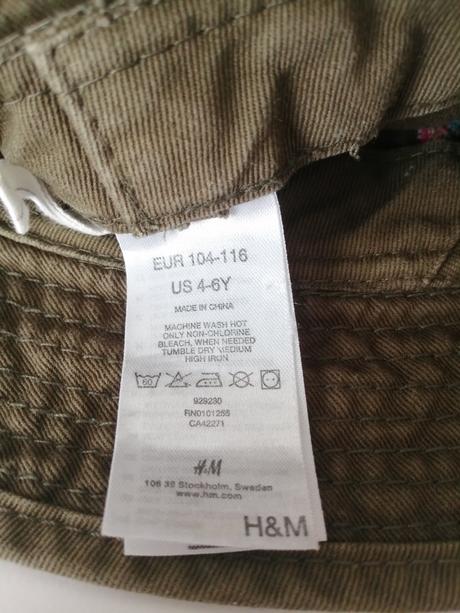 EUR 104-116
US 4-6Y
MADE IN CHINA
MACHINE WASH HOT
ONLY NON-CHLORINE
BLEACH, WHEN NEEDED
TUMBLE DRY MEDIUM
HIGH IRON
60
929230
RN0101255
CA42271
H&M
106 38 Stockholm, Sweden
www.hm.com
H&M